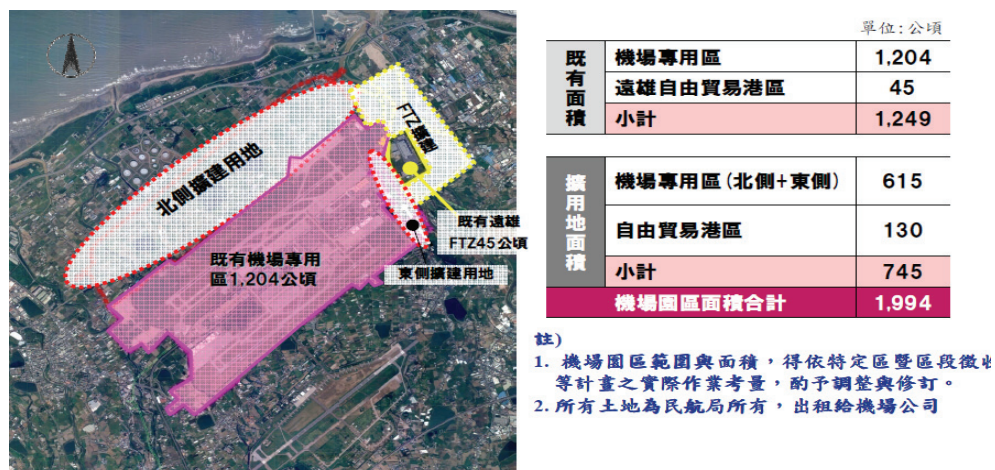 北側擴建用地
FTZ擴建
既有遠雄
FTZ45公頃
東側擴建用地
既有機場專用
區1,204公頃
單位:公頃
既有面積
機場專用區 1,204
遠雄自由貿易港區 45
小計 1,249
擴用地面積
機場專用區(北側+東側) 615
自由貿易港區 130
小計 745
機場園區面積合計 1,994
註)
1. 機場園區範圍與面積,得依特定區暨區段徵收
等計畫之實際作業考量,酌予調整與修訂。
2. 所有土地為民航局所有,出租給機場公司